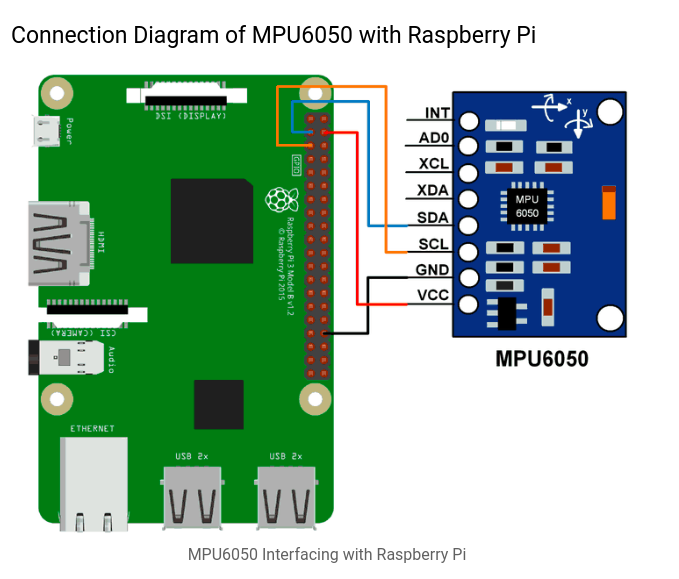 Connection Diagram of MPU6050 with Raspberry Pi
DSI (DISPLAY)
Power
GPIO
HDMI
Raspberry Pi 3 Model B v1.2
© Raspberry Pi 2015
CSI (CAMERA)
Audio
ETHERNET
USB 2x
USB 2x
INT
AD0
XCL
XDA
SDA
SCL
GND
VCC
x
y
MPU
6050
MPU6050
MPU6050 Interfacing with Raspberry Pi